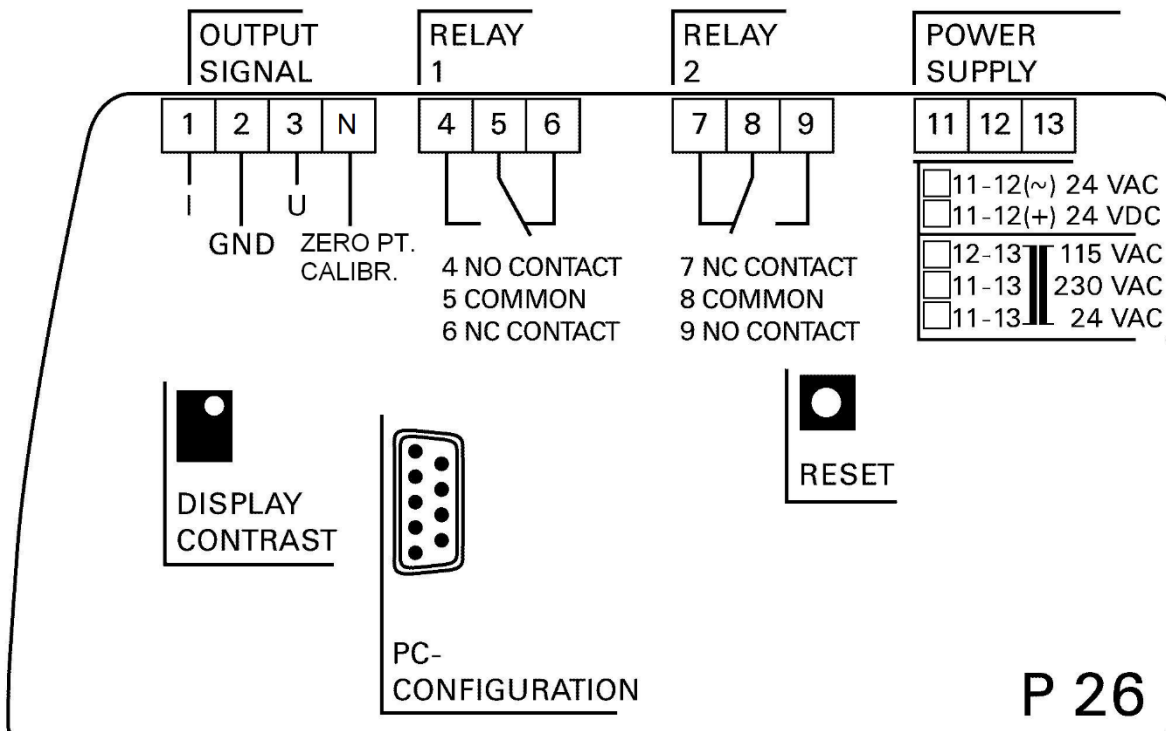 OUTPUT
SIGNAL
RELAY
1
RELAY
2
POWER
SUPPLY
1 2 3 N
4 5 6
7 8 9
11 12 13
I
GND
U
ZERO PT.
CALIBR.
4 NO CONTACT
5 COMMON
6 NC CONTACT
7 NC CONTACT
8 COMMON
9 NO CONTACT
11-12(~) 24 VAC
11-12(+) 24 VDC
12-13 115 VAC
11-13 230 VAC
11-13 24 VAC
DISPLAY
CONTRAST
PC-
CONFIGURATION
RESET
P 26